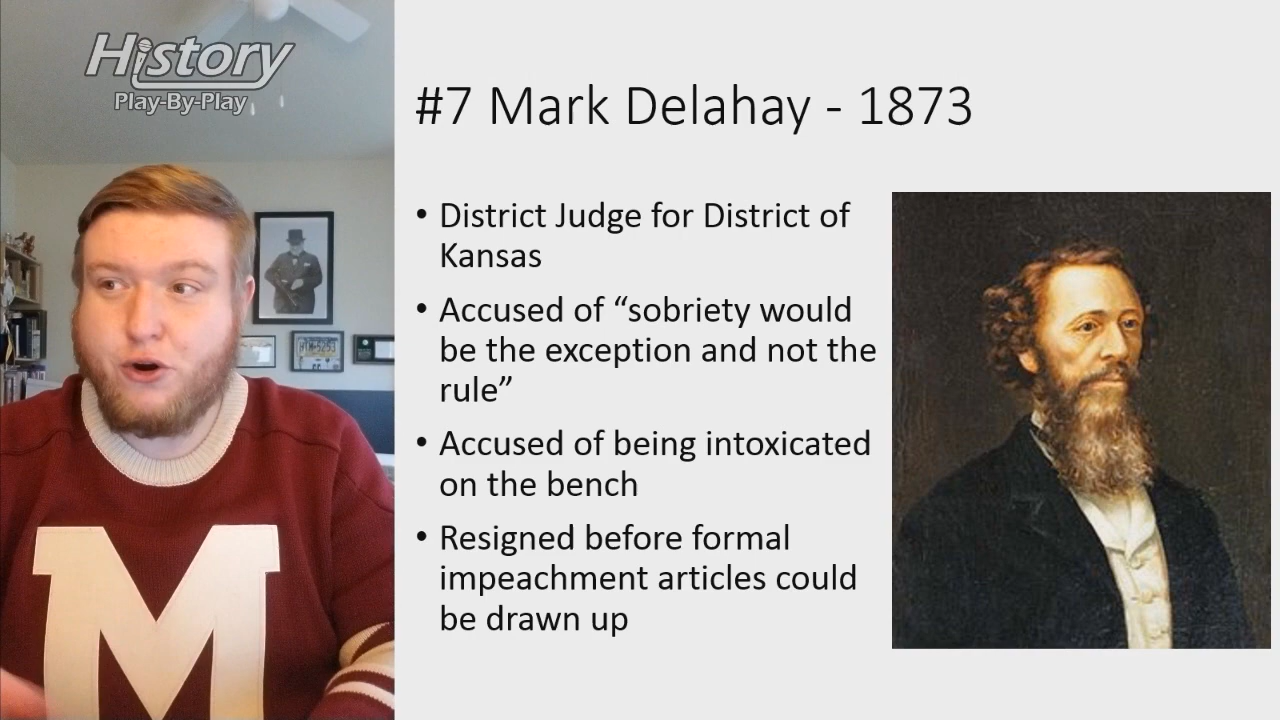 History
Play-By-Play
#7 Mark Delahay - 1873
• District Judge for District of
Kansas
• Accused of “sobriety would
be the exception and not the
rule”
• Accused of being intoxicated
on the bench
• Resigned before formal
impeachment articles could
be drawn up
M